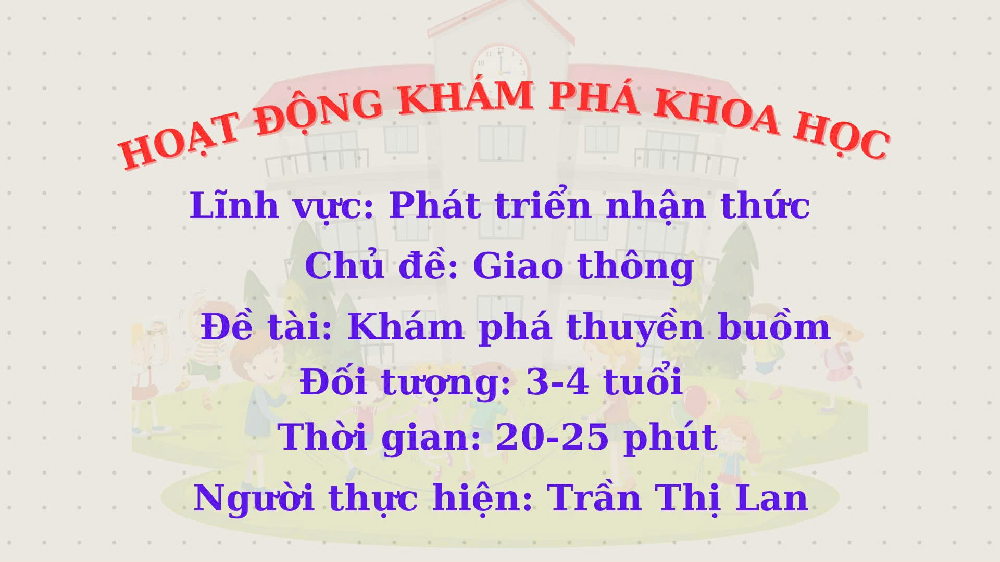 HOẠT ĐỘNG KHÁM PHÁ KHOA HỌC
Lĩnh vực: Phát triển nhận thức
Chủ đề: Giao thông
Đề tài: Khám phá thuyền buồm
Đối tượng: 3-4 tuổi
Thời gian: 20-25 phút
Người thực hiện: Trần Thị Lan